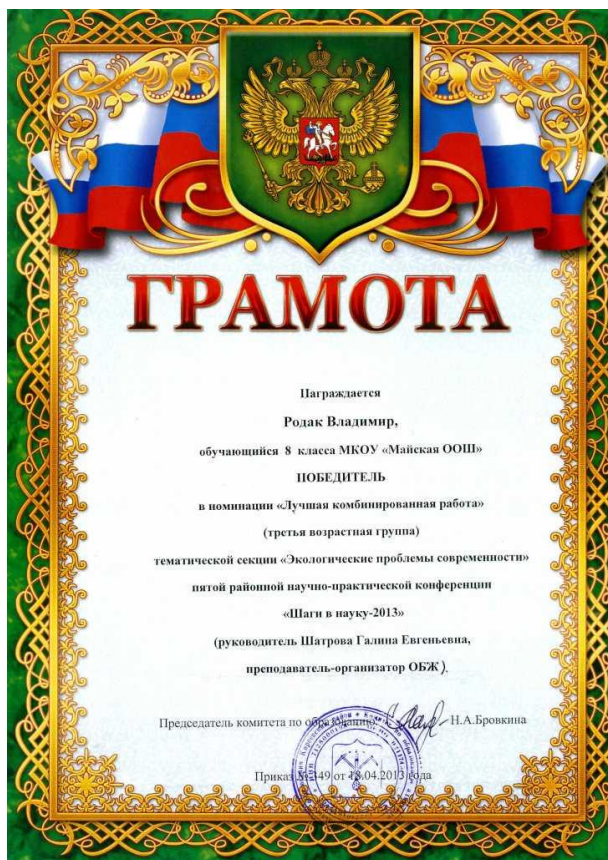 ГРАМОТА
Награждается
Родак Владимир,
обучающийся 8 класса МКОУ «Майская ООШ»
ПОБЕДИТЕЛЬ
в номинации «Лучшая комбинированная работа»
(третья возрастная группа)
тематической секции «Экологические проблемы современности»
пятой районной научно-практической конференции
«Шаги в науку-2013»
(руководитель Шатрова Галина Евгеньевна,
преподаватель-организатор ОБЖ).
Председатель комитета по образованию Н.А.Бровкина
Приказ 49 от 18.04.2013 года